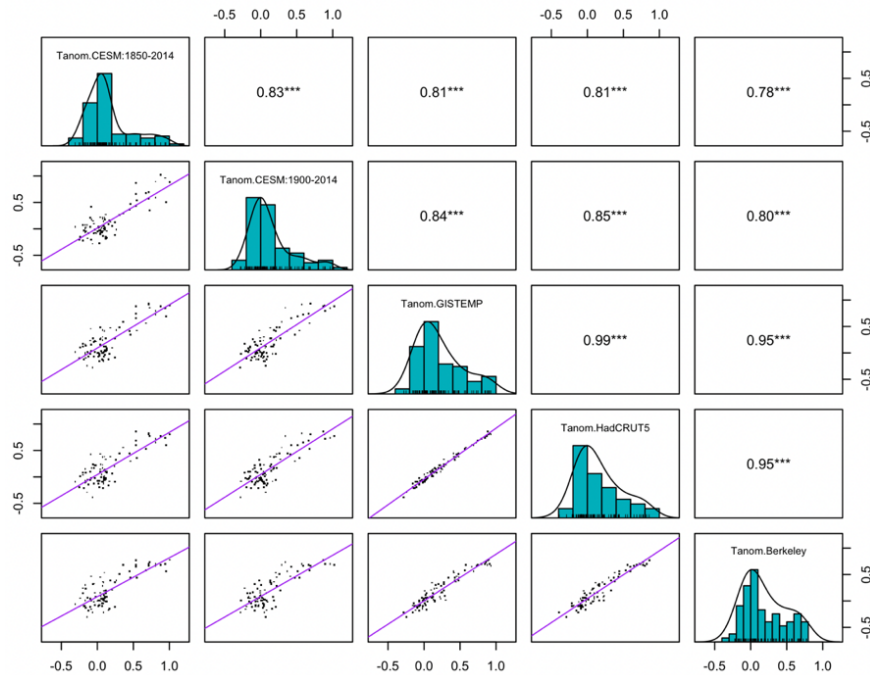 -0.5 0.0 0.5 1.0 -0.5 0.0 0.5 1.0
Tanom.CESM:1850-2014
0.83***
0.81***
0.81***
0.78***
-0.5 0.5
Tanom.CESM:1900-2014
-0.5 0.5
0.84***
0.85***
0.80***
Tanom.GISTEMP
0.99***
0.95***
-0.5 0.5
Tanom.HadCRUT5
-0.5 0.5
0.95***
Tanom.Berkeley
-0.5 0.5
-0.5 0.0 0.5 1.0 -0.5 0.0 0.5 1.0 -0.5 0.0 0.5 1.0